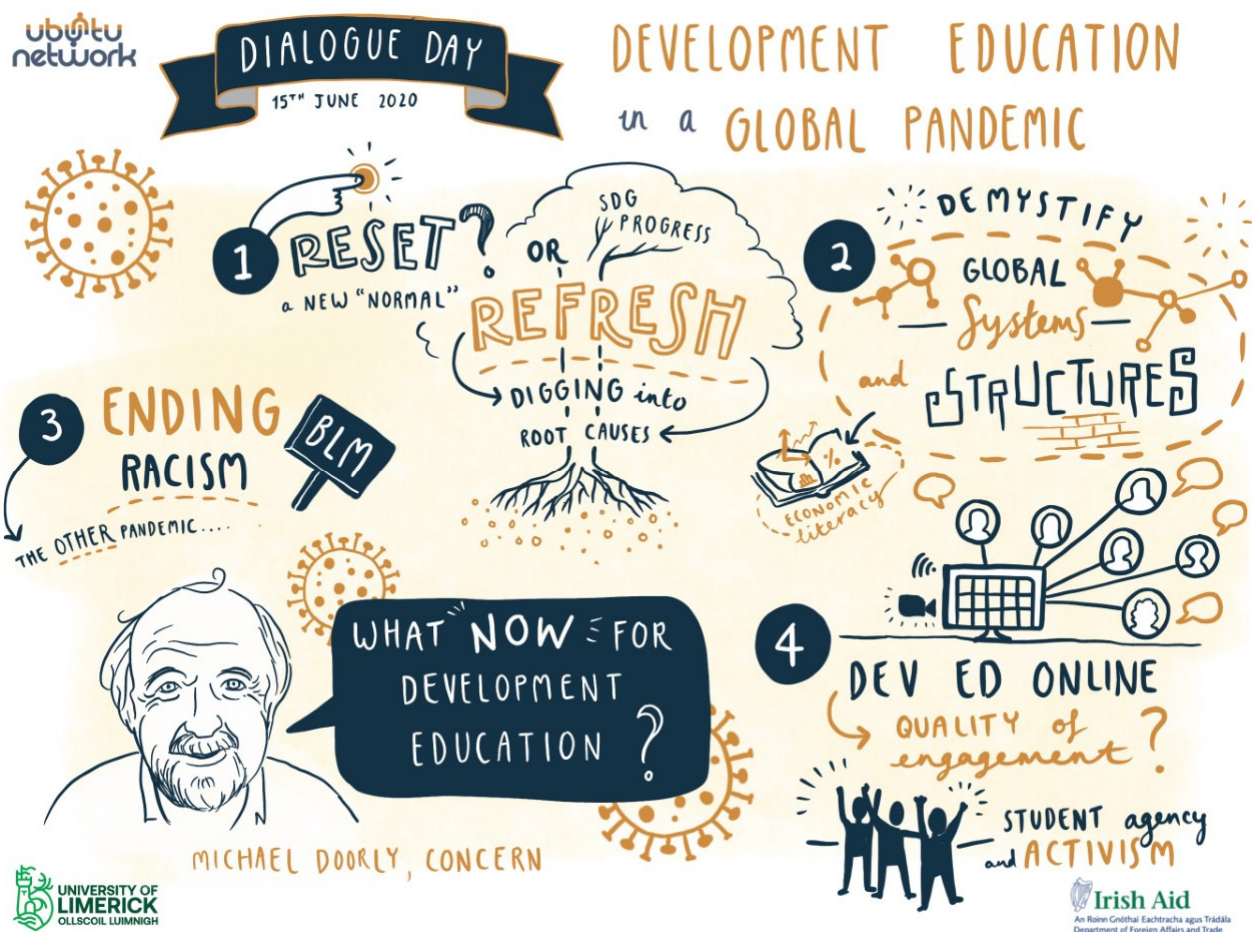 ubuntu
network
DIALOGUE DAY
15TH JUNE 2020
DEVELOPMENT EDUCATION
in a GLOBAL PANDEMIC
1
RESET?
a NEW "NORMAL"
OR
REFRESH
SDG
PROGRESS
DIGGING into
ROOT CAUSES
2
DEMYSTIFY
GLOBAL
Systems
and
STRUCTURES
%
ECONOMIC
literacy
3
ENDING
RACISM
BLM
THE OTHER PANDEMIC....
WHAT NOW FOR
DEVELOPMENT
EDUCATION ?
MICHAEL DOORLY, CONCERN
4
DEV ED ONLINE
QUALITY of
engagement ?
STUDENT agency
and ACTIVISM
UNIVERSITY OF
LIMERICK
OLLSCOIL LUIMNIGH
Irish Aid
An Roinn Gnóthaí Eachtracha agus Trádála
Department of Foreign Affairs and Trade